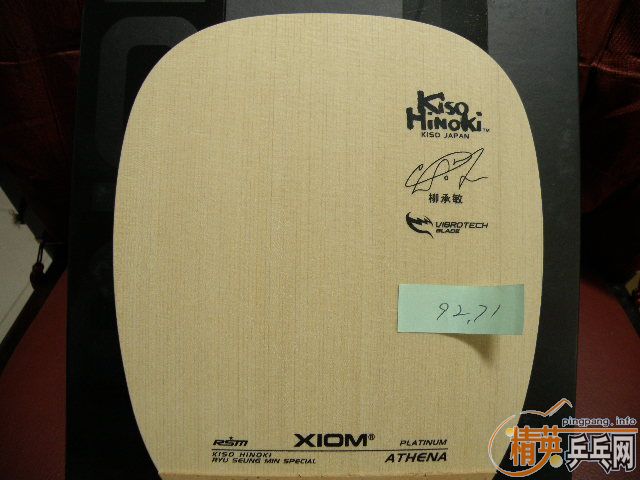 Kiso
HiNoKi™
KISO JAPAN
柳承敏
VIBROTECH
BLADE
92.71
RSM
XIOM®
PLATINUM
KISO HINOKI
RYU SEUNG MIN SPECIAL
ATHENA
pingpang.info
精英乒乓网